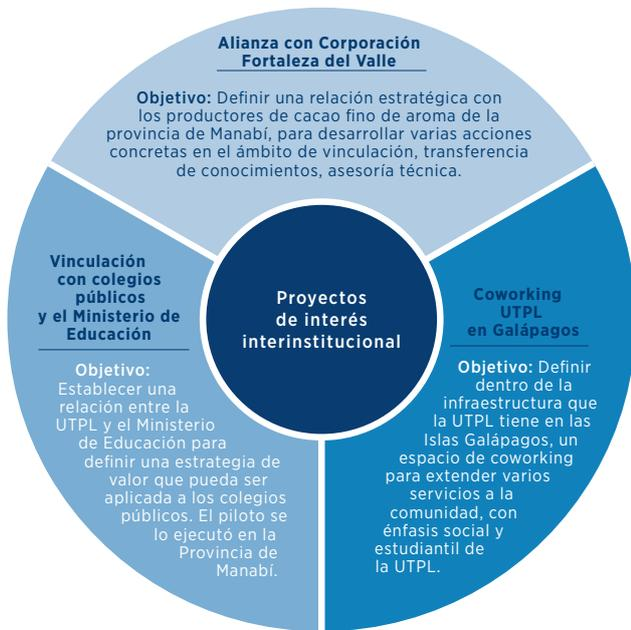 Alianza con Corporación
Fortaleza del Valle
Objetivo: Definir una relación estratégica con
los productores de cacao fino de aroma de la
provincia de Manabí, para desarrollar varias acciones
concretas en el ámbito de vinculación, transferencia
de conocimientos, asesoría técnica.
Vinculación
con colegios
públicos
y el Ministerio de
Educación
Objetivo:
Establecer una
relación entre la
UTPL y el Ministerio
de Educación para
definir una estrategia de
valor que pueda ser
aplicada a los colegios
públicos. El piloto se
lo ejecutó en la
Provincia de
Manabí.
Proyectos
de interés
interinstitucional
Coworking
UTPL
en Galápagos
Objetivo: Definir
dentro de la
infraestructura que
la UTPL tiene en las
Islas Galápagos, un
espacio de coworking
para extender varios
servicios a la
comunidad, con
énfasis social y
estudiantil de
la UTPL.